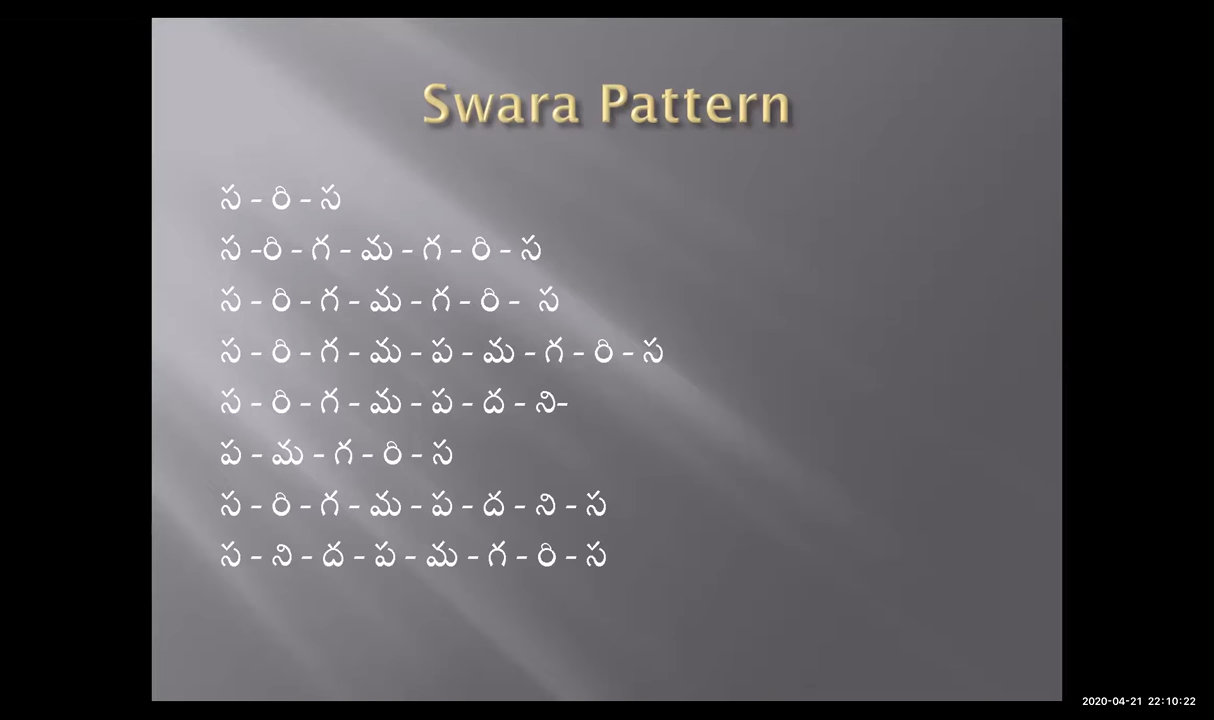 Swara Pattern
స - రి - స
స -రి - గ - మ - గ - రి - స
స - రి - గ - మ - గ - రి -  స
స - రి - గ - మ - ప - మ - గ - రి - స
స - రి - గ - మ - ప - ద - ని-
ప - మ - గ - రి - స
స - రి - గ - మ - ప - ద - ని - స
స - ని - ద - ప - మ - గ - రి - స
2020-04-21 22:10:22